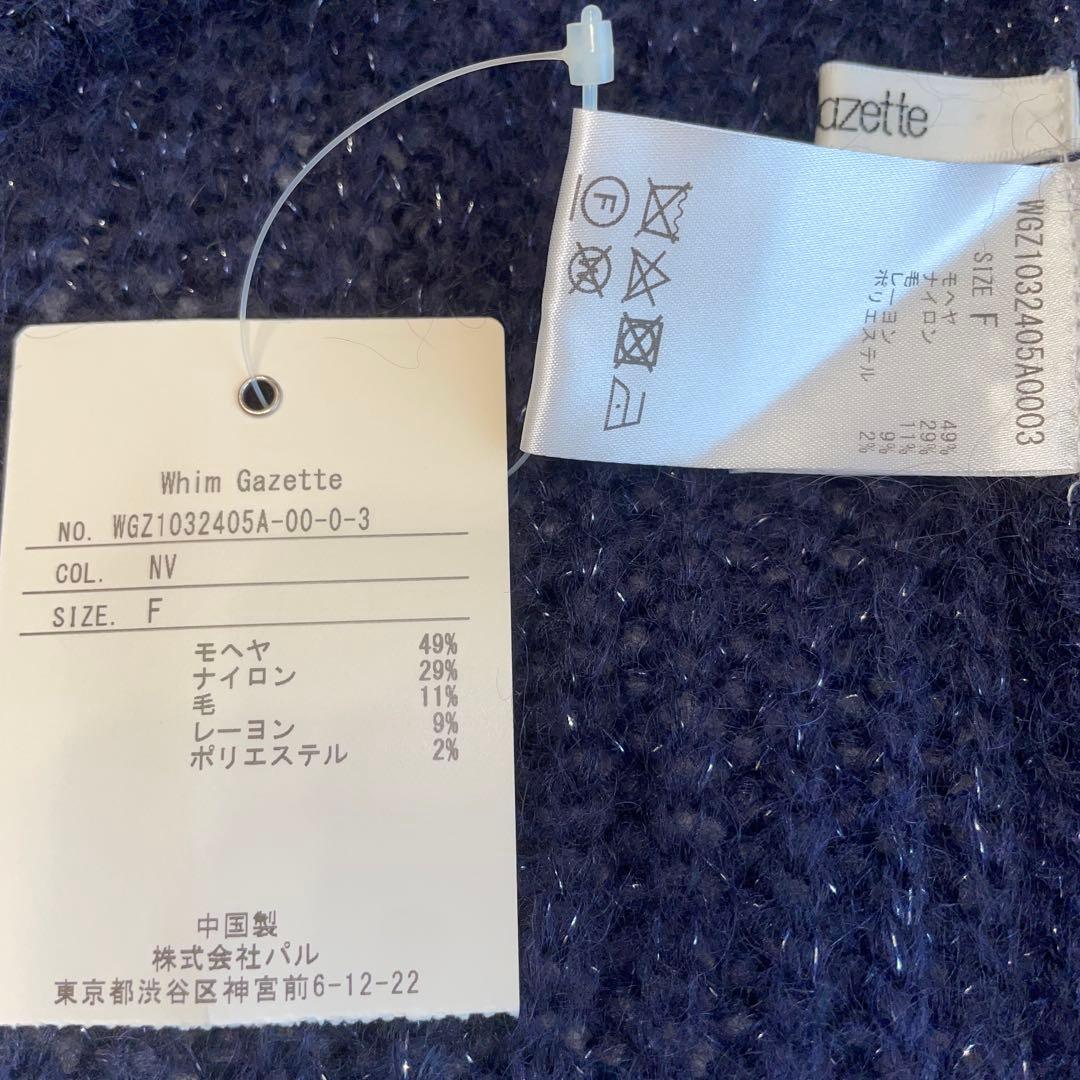 Whim Gazette
NO. WGZ1032405A-00-0-3
COL. NV
SIZE. F
モヘヤ 49%
ナイロン 29%
毛 11%
レーヨン 9%
ポリエステル 2%
中国製
株式会社パル
東京都渋谷区神宮前6-12-22
azette
WGZ1032405A0003
SIZE F
モヘヤ 49%
ナイロン 29%
毛 11%
レーヨン 9%
ポリエステル 2%
F